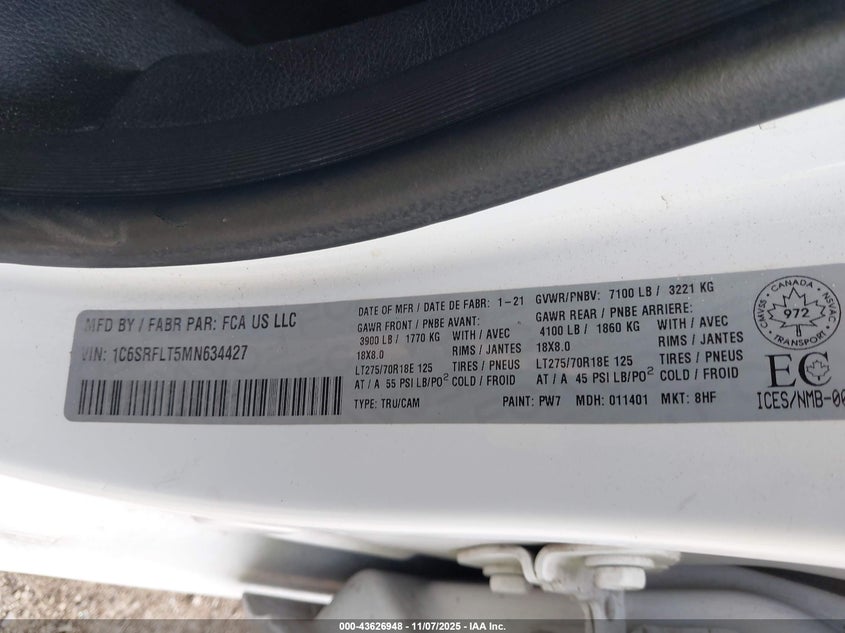 MFD BY / FABR PAR: FCA US LLC
VIN: 1C6SRFLT5MN634427
DATE OF MFR / DATE DE FABR: 1-21
GAWR FRONT / PNBE AVANT:
3900 LB / 1770 KG WITH / AVEC
18X8.0 RIMS / JANTES
LT275/70R18E 125 TIRES / PNEUS
AT / A 55 PSI LB/PO² COLD / FROID
TYPE: TRU/CAM
GVWR/PNBV: 7100 LB / 3221 KG
GAWR REAR / PNBE ARRIERE:
4100 LB / 1860 KG WITH / AVEC
18X8.0 RIMS / JANTES
LT275/70R18E 125 TIRES / PNEUS
AT / A 45 PSI LB/PO² COLD / FROID
PAINT: PW7 MDH: 011401 MKT: 8HF
CANADA
CMVSS 972 NSVAC
TRANSPORT
EC
ICES/NMB-00
000-43626948 - 11/07/2025 - IAA Inc.